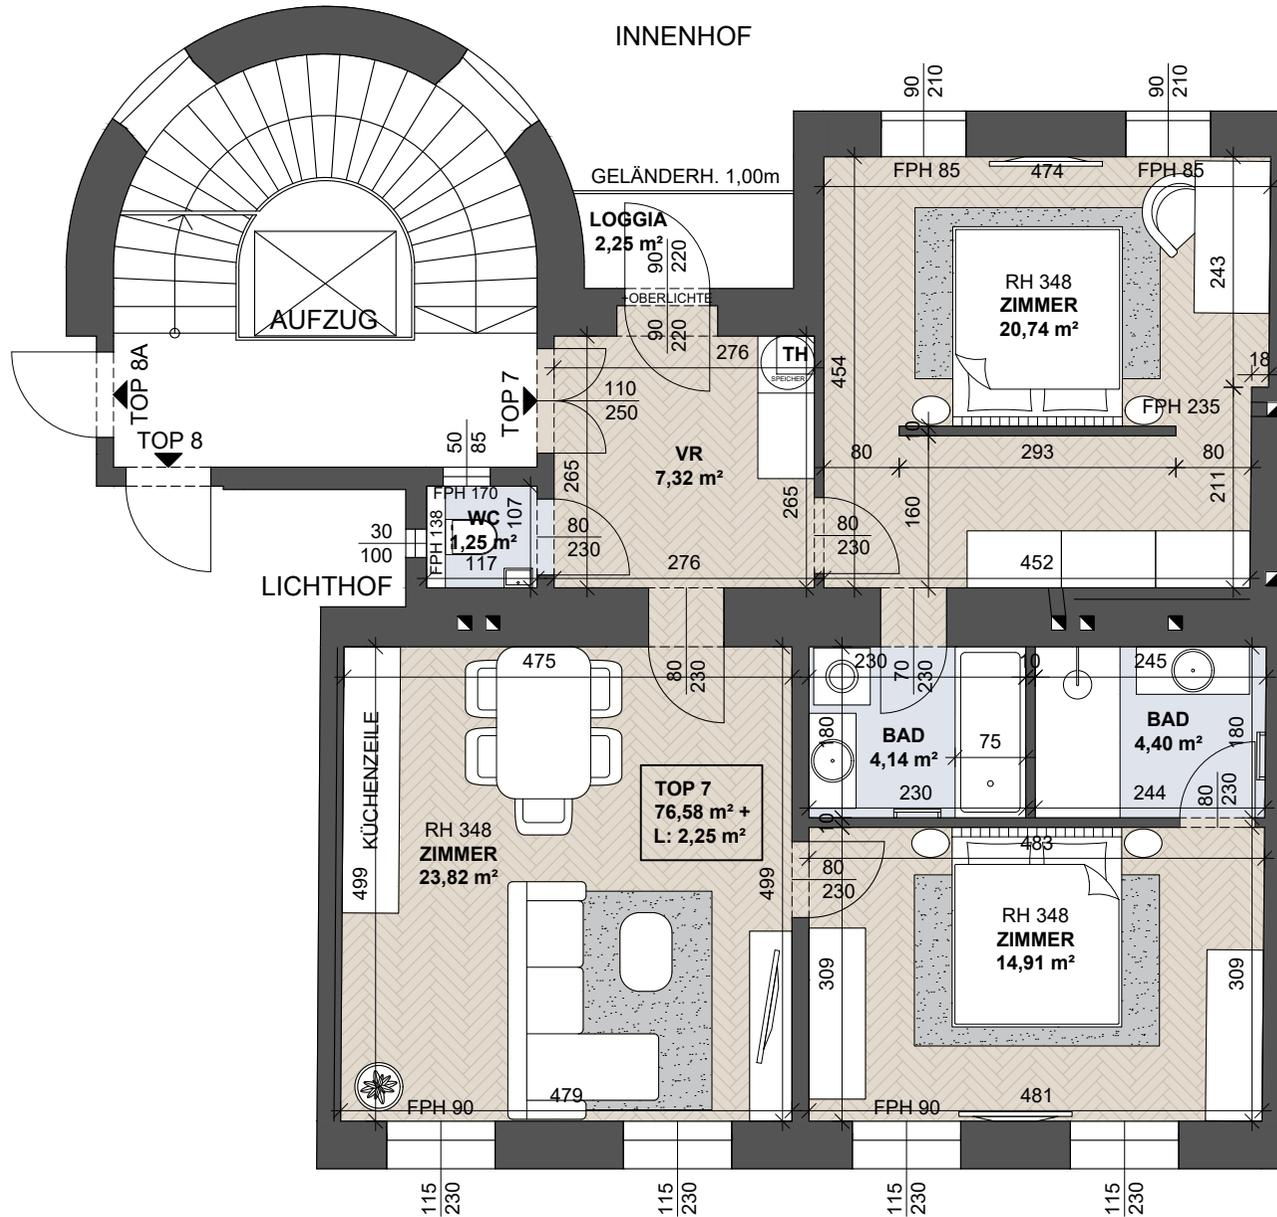 INNENHOF
90
210
90
210
GELÄNDERH. 1,00m
FPH 85
474
FPH 85
LOGGIA
2,25 m²
90
220
+OBERLICHTE
90
220
RH 348
ZIMMER
20,74 m²
243
AUFZUG
276
TH
SPEICHER
454
18
TOP 8A
TOP 7
110
250
FPH 235
TOP 8
50
85
10
VR
7,32 m²
80
293
80
265
265
211
160
FPH 170
WC
1,25 m²
107
FPH 138
117
30
100
80
230
80
230
276
452
LICHTHOF
475
80
230
230
70
230
10
245
KÜCHENZEILE
180
BAD
4,14 m²
75
230
BAD
4,40 m²
180
244
80
230
TOP 7
76,58 m² +
L: 2,25 m²
RH 348
ZIMMER
23,82 m²
499
499
10
483
80
230
RH 348
ZIMMER
14,91 m²
309
309
FPH 90
479
FPH 90
481
115
230
115
230
115
230
115
230